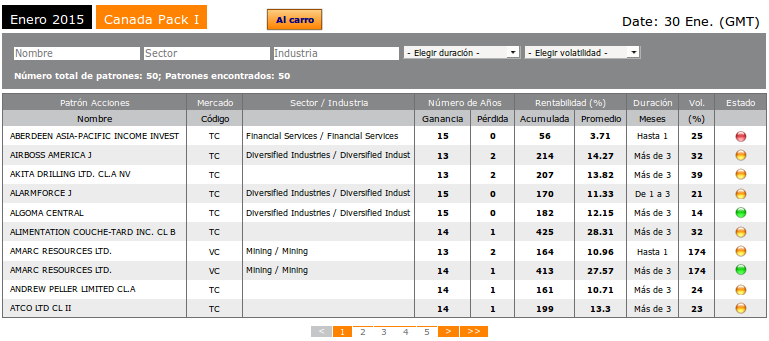 Enero 2015 Canada Pack I Al carro Date: 30 Ene. (GMT)
Nombre Sector Industria - Elegir duración - - Elegir volatilidad -
Número total de patrones: 50; Patrones encontrados: 50
Patrón Acciones Mercado Sector / Industria Número de Años Rentabilidad (%) Duración Vol. Estado
Nombre Código Ganancia Pérdida Acumulada Promedio Meses (%)
ABERDEEN ASIA-PACIFIC INCOME INVEST TC Financial Services / Financial Services 15 0 56 3.71 Hasta 1 25
AIRBOSS AMERICA J TC Diversified Industries / Diversified Indust 13 2 214 14.27 Más de 3 32
AKITA DRILLING LTD. CL.A NV TC 13 2 207 13.82 Más de 3 39
ALARMFORCE J TC Diversified Industries / Diversified Indust 15 0 170 11.33 De 1 a 3 21
ALGOMA CENTRAL TC Diversified Industries / Diversified Indust 15 0 182 12.15 Más de 3 14
ALIMENTATION COUCHE-TARD INC. CL B TC 14 1 425 28.31 Más de 3 32
AMARC RESOURCES LTD. VC Mining / Mining 13 2 164 10.96 Hasta 1 174
AMARC RESOURCES LTD. VC Mining / Mining 14 1 413 27.57 Más de 3 174
ANDREW PELLER LIMITED CL.A TC 14 1 161 10.71 Más de 3 24
ATCO LTD CL II TC 14 1 199 13.3 Más de 3 23
< 1 2 3 4 5 > >>